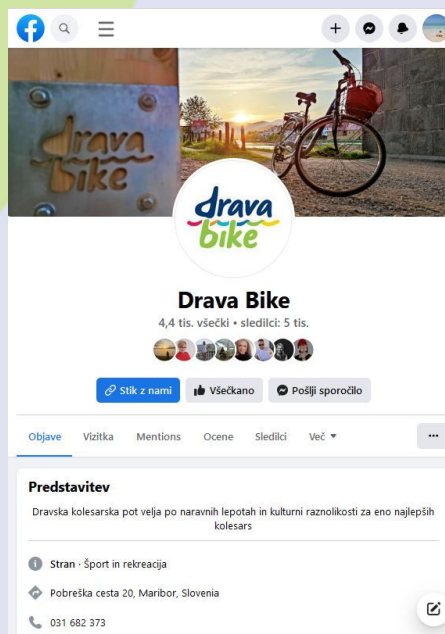 drava
bike
drava
bike
Drava Bike
4,4 tis. všečki • sledilci: 5 tis.
Stik z nami
Všečkano
Pošlji sporočilo
Objave
Vizitka
Mentions
Ocene
Sledilci
Več
Predstavitev
Dravska kolesarska pot velja po naravnih lepotah in kulturni raznolikosti za eno najlepših
kolesars
Stran · Šport in rekreacija
Pobreška cesta 20, Maribor, Slovenia
031 682 373